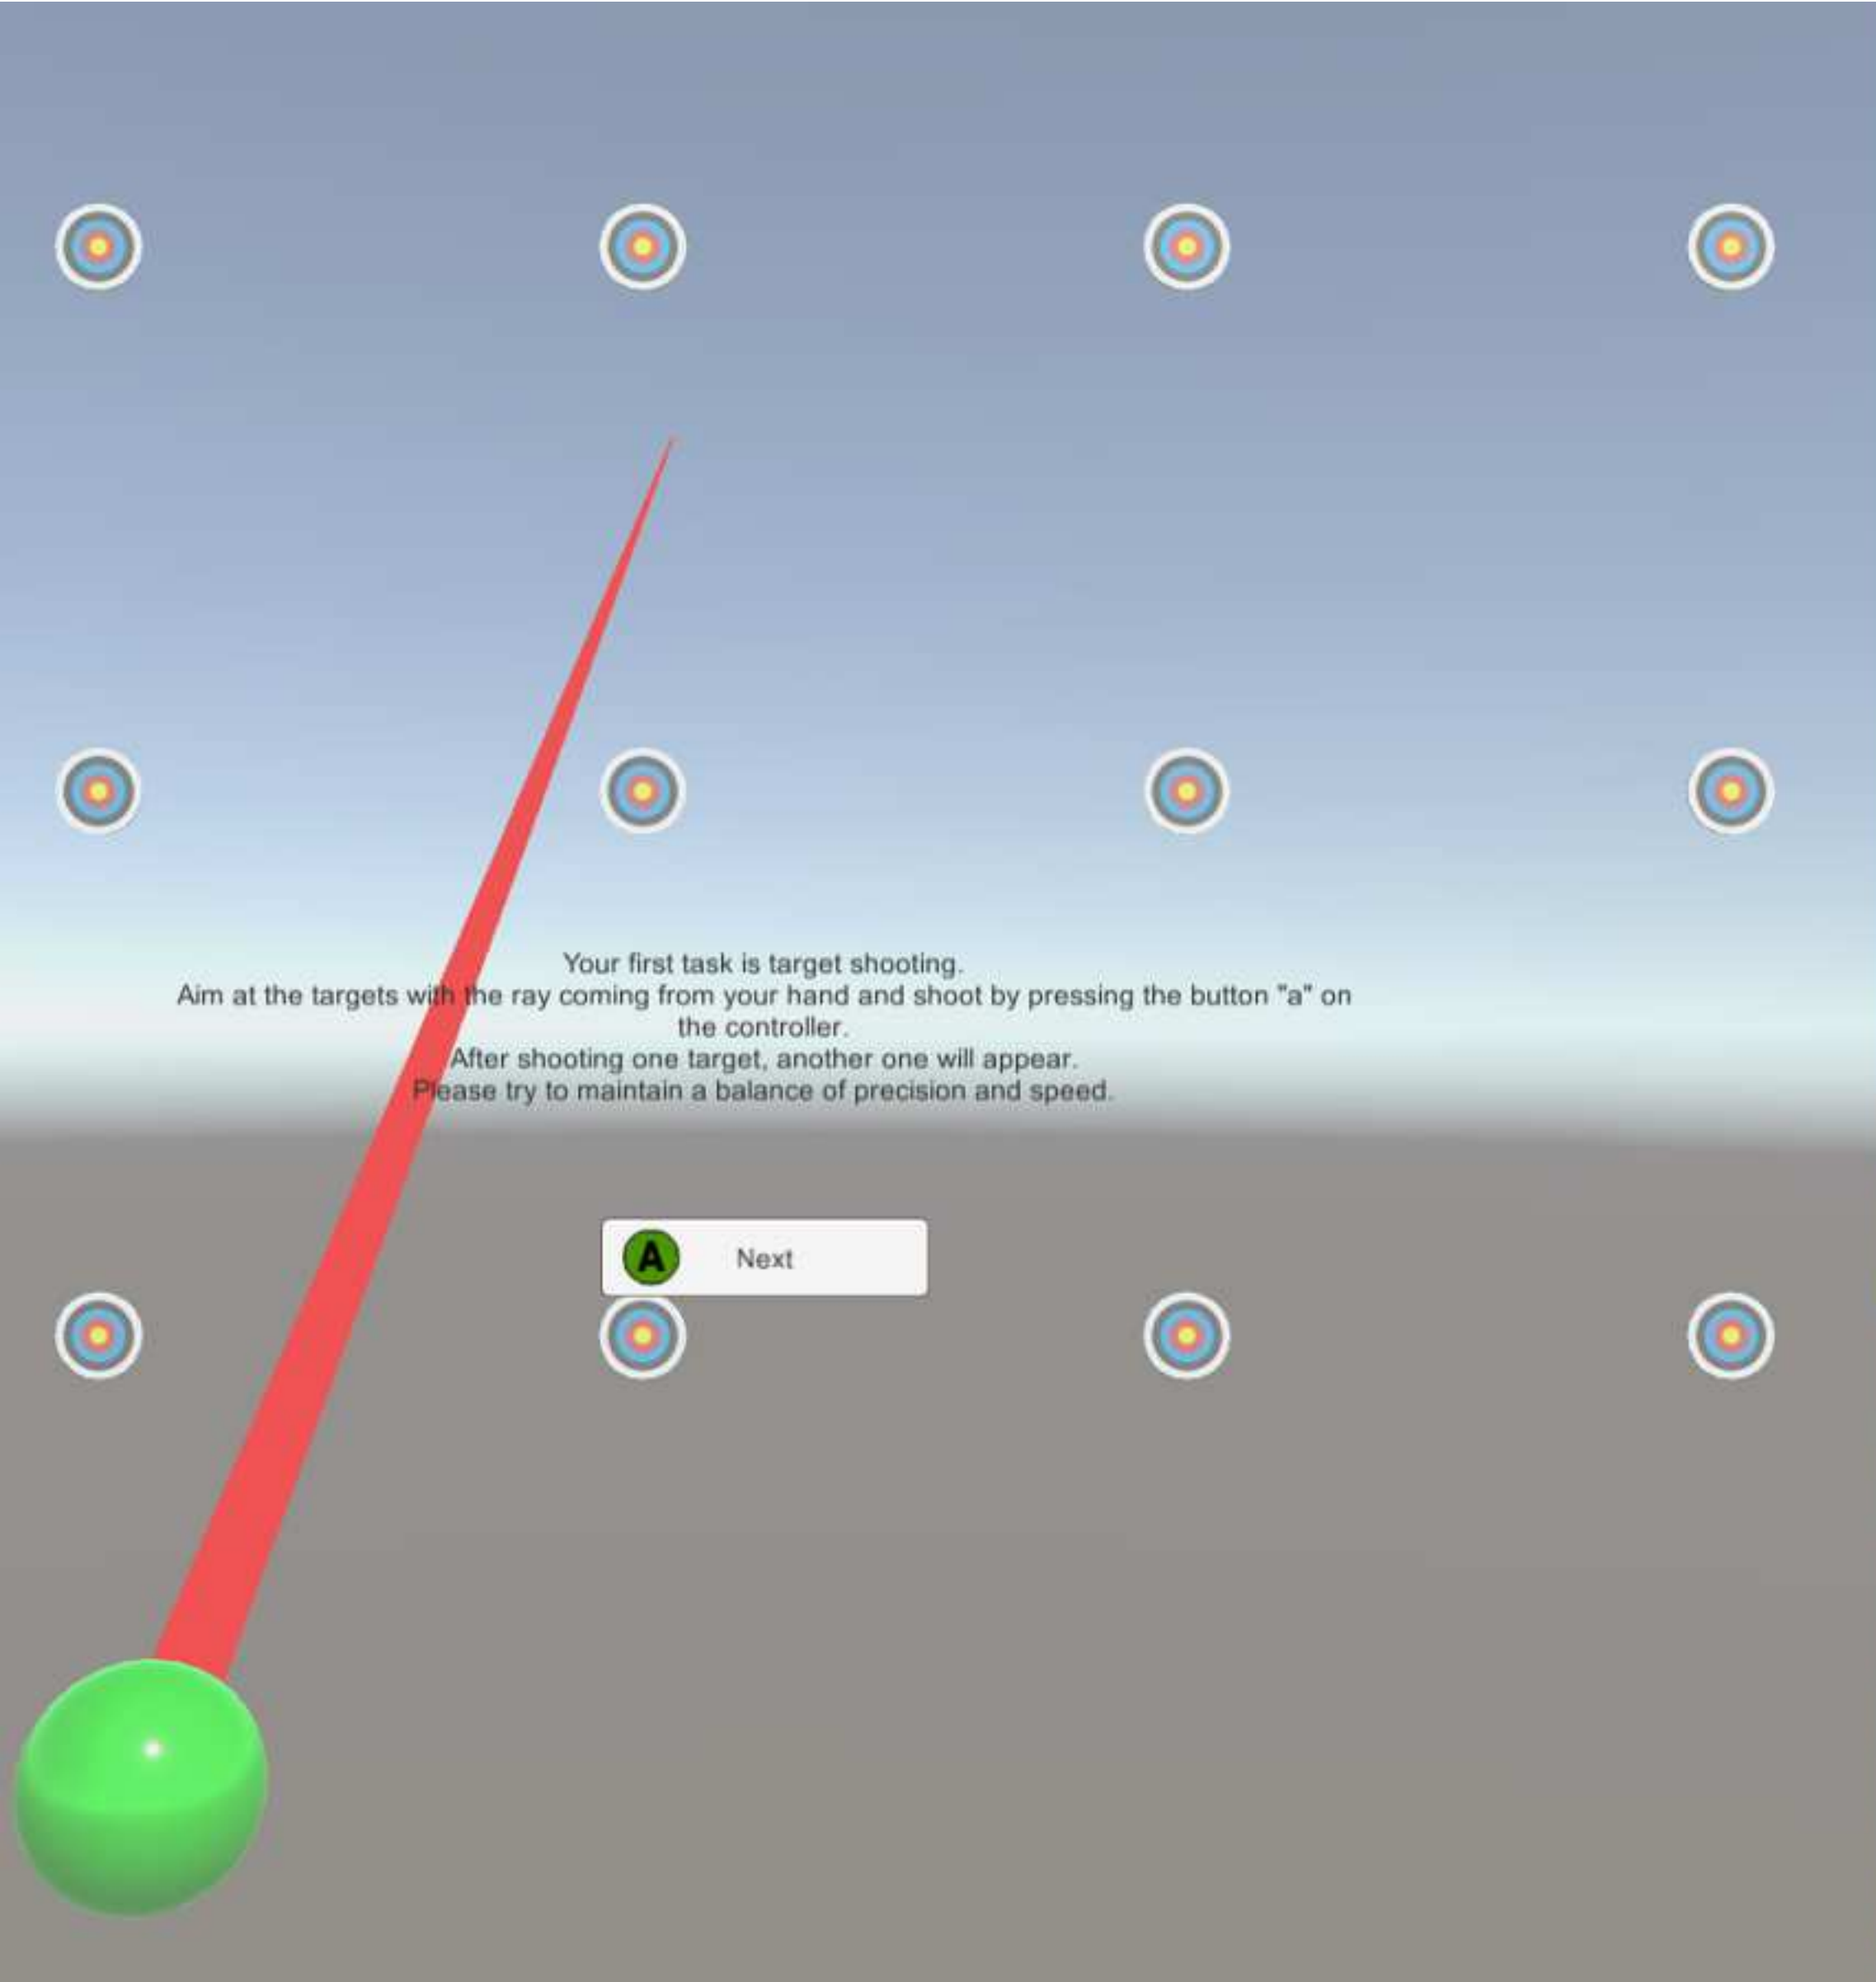 Your first task is target shooting.
Aim at the targets with the ray coming from your hand and shoot by pressing the button "a" on
the controller.
After shooting one target, another one will appear.
Please try to maintain a balance of precision and speed.
A Next